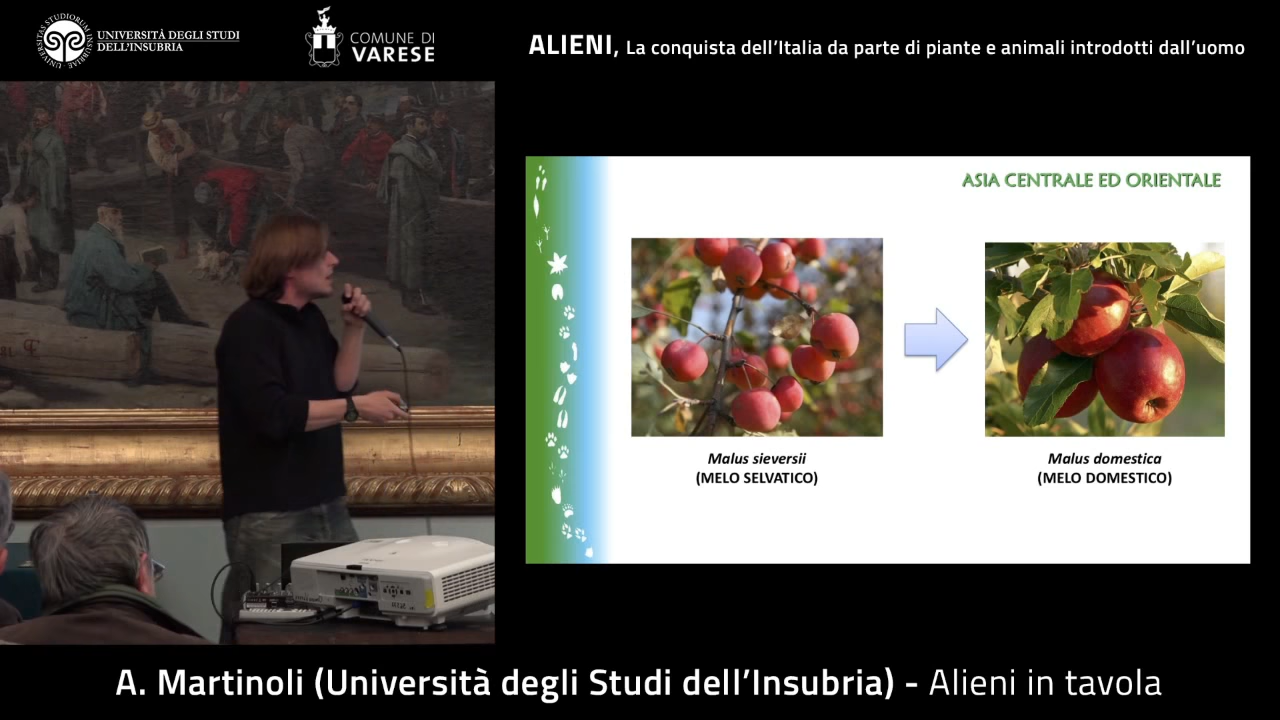 UNIVERSITÀ DEGLI STUDI
DELL'INSUBRIA
COMUNE DI
VARESE
ALIENI, La conquista dell'Italia da parte di piante e animali introdotti dall'uomo
ASIA CENTRALE ED ORIENTALE
Malus sieversii
(MELO SELVATICO)
Malus domestica
(MELO DOMESTICO)
A. Martinoli (Università degli Studi dell'Insubria) - Alieni in tavola